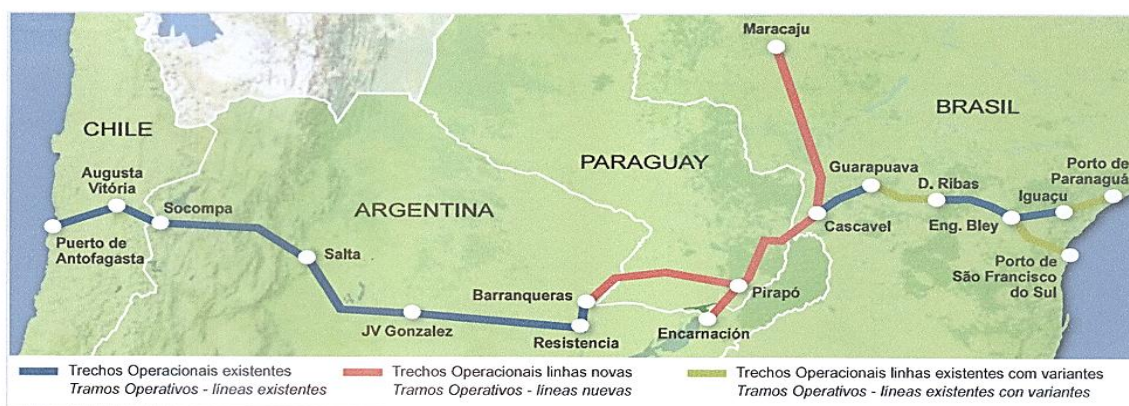 Maracaju
BRASIL
CHILE
PARAGUAY
Guarapuava
Porto de
Paranaguá
Augusta
Vitória
D. Ribas
Iguaçu
Socompa
ARGENTINA
Cascavel
Eng. Bley
Puerto de
Antofagasta
Salta
Porto de
São Francisco
do Sul
Barranqueras
Pirapó
JV Gonzalez
Resistencia
Encarnación
Trechos Operacionais existentes
Tramos Operativos - líneas existentes
Trechos Operacionais linhas novas
Tramos Operativos - líneas nuevas
Trechos Operacionais linhas existentes com variantes
Tramos Operativos - líneas existentes con variantes